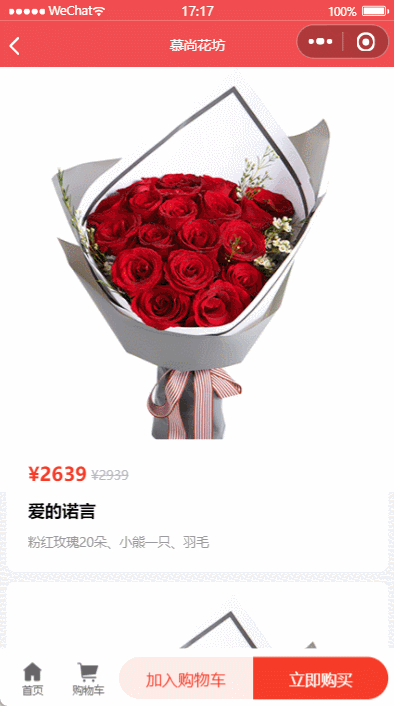 WeChat 17:17 100%
慕尚花坊
¥2639 ¥2939
爱的诺言
粉红玫瑰20朵、小熊一只、羽毛
首页 购物车 加入购物车 立即购买